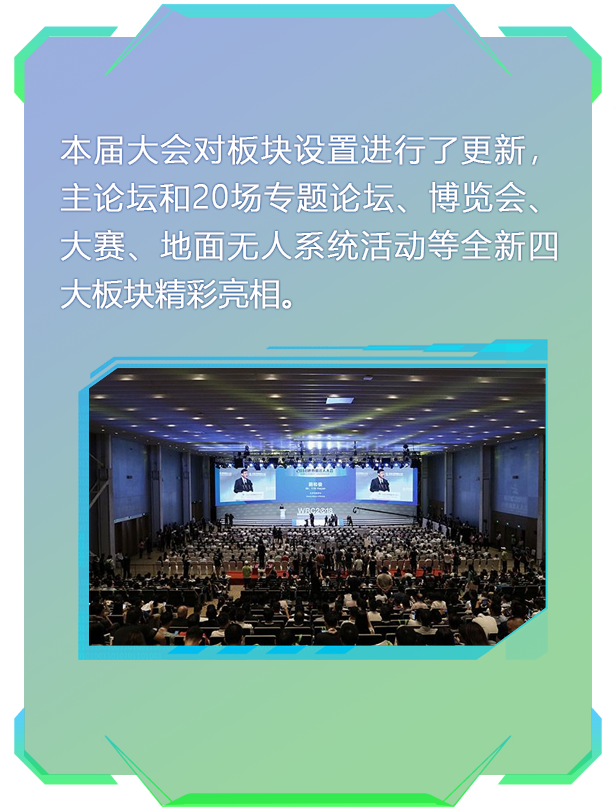 本届大会对板块设置进行了更新，
主论坛和20场专题论坛、博览会、
大赛、地面无人系统活动等全新四
大板块精彩亮相。
WRC2018